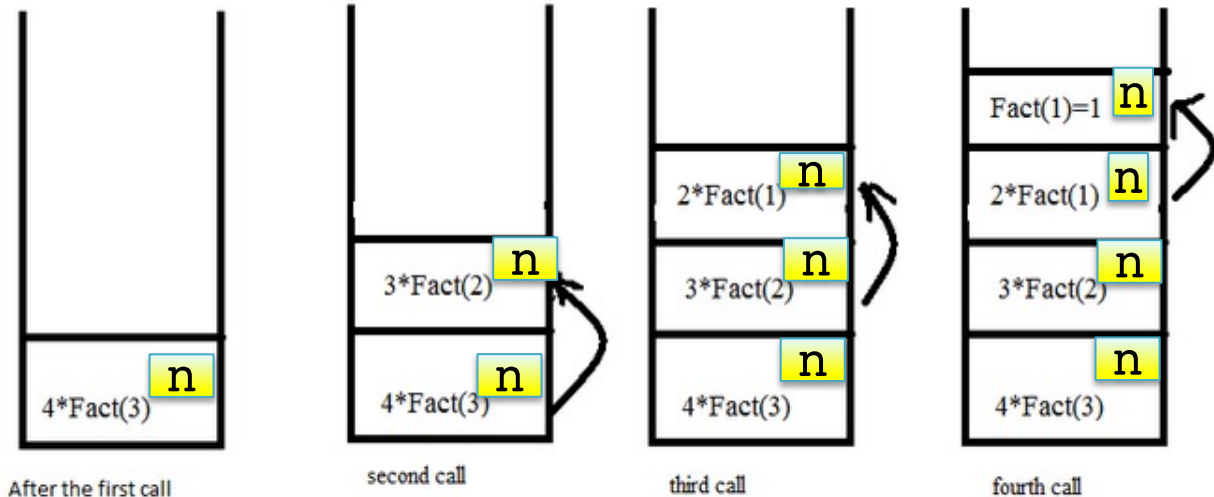 n
4*Fact(3)
After the first call
n
3*Fact(2)
n
4*Fact(3)
second call
n
2*Fact(1)
n
3*Fact(2)
n
4*Fact(3)
third call
n
Fact(1)=1
n
2*Fact(1)
n
3*Fact(2)
n
4*Fact(3)
fourth call